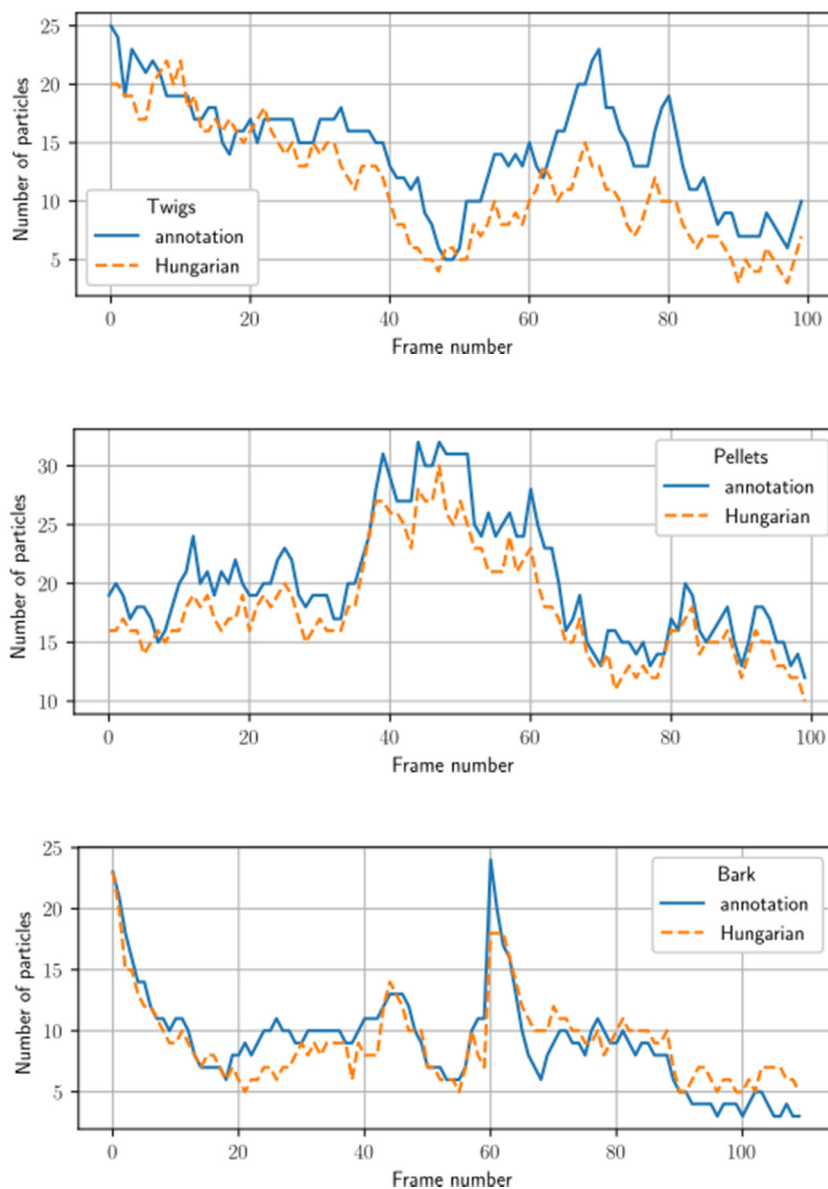 25
20
15
10
5
Number of particles
Twigs
annotation
Hungarian
0 20 40 60 80 100
Frame number
30
25
20
15
10
Number of particles
Pellets
annotation
Hungarian
0 20 40 60 80 100
Frame number
25
20
15
10
5
Number of particles
Bark
annotation
Hungarian
0 20 40 60 80 100
Frame number